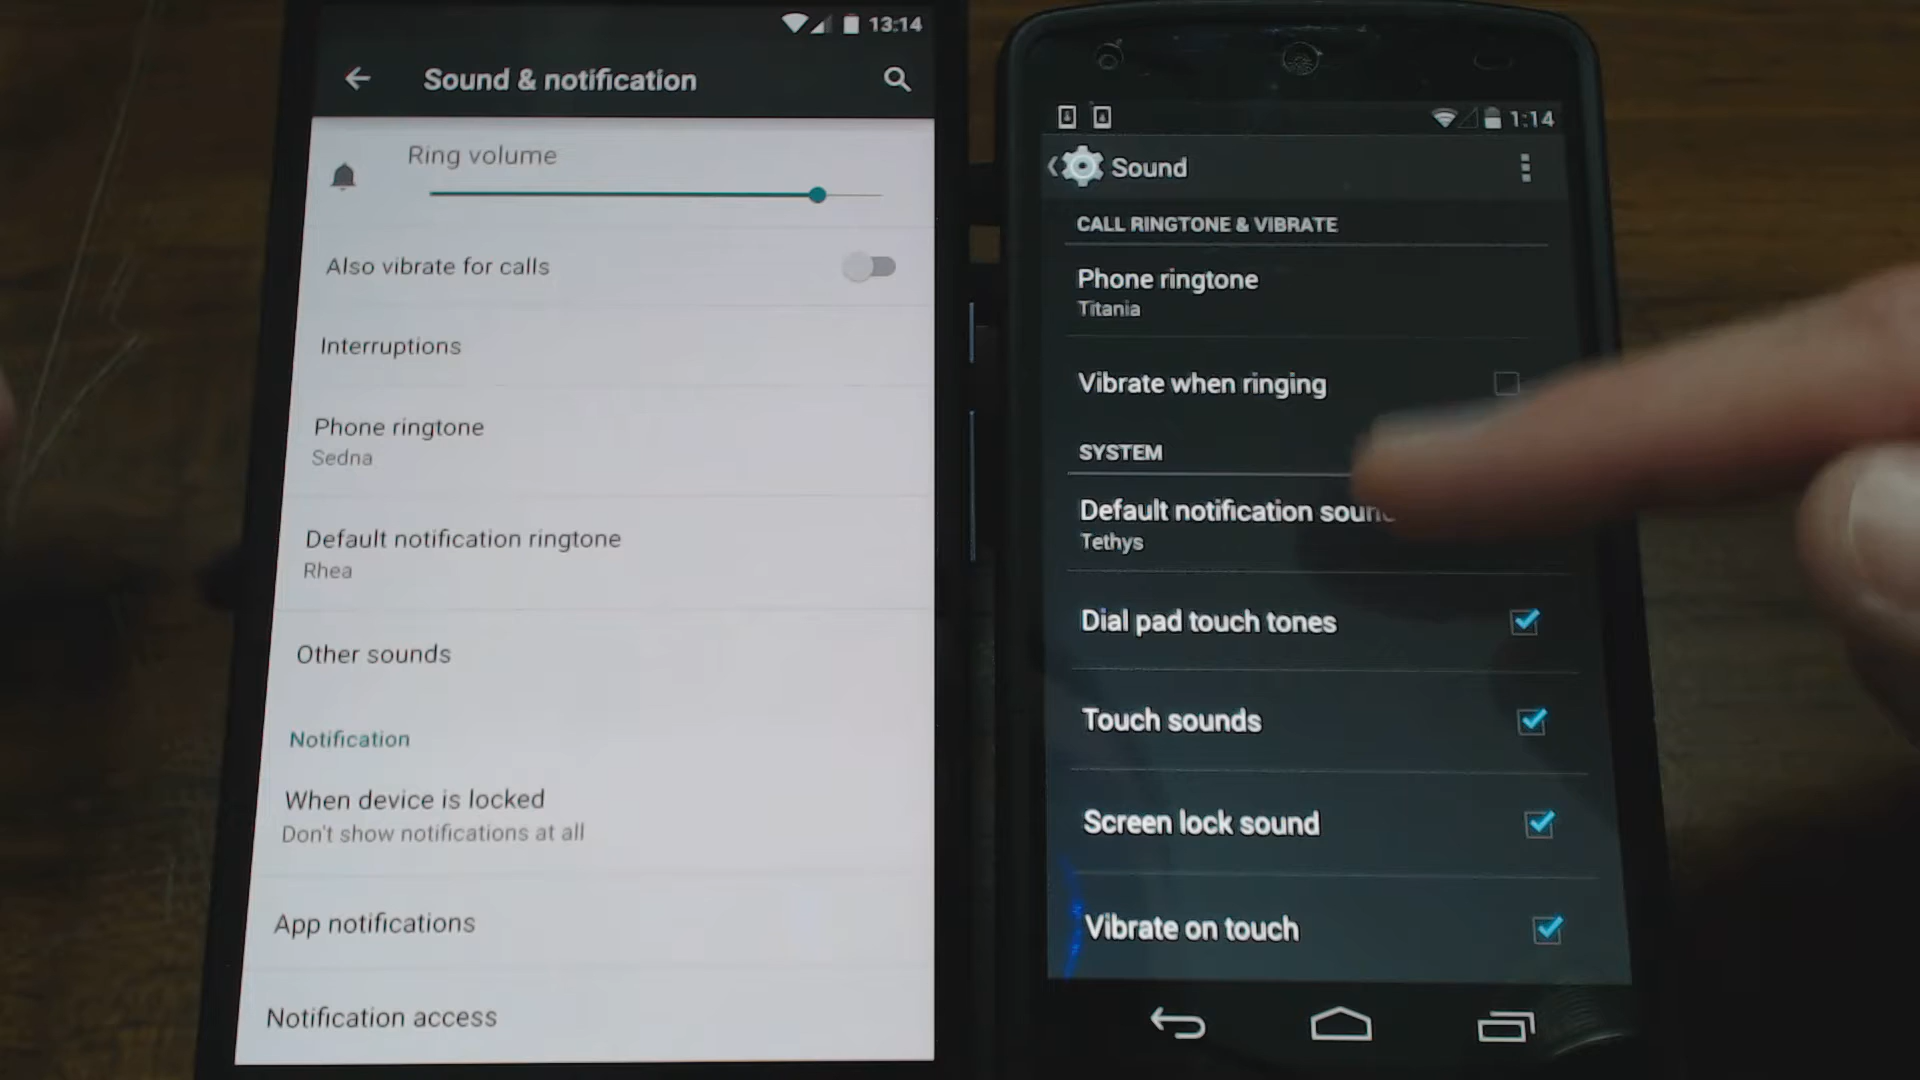 13:14
Sound & notification
Ring volume
Also vibrate for calls
Interruptions
Phone ringtone
Sedna
Default notification ringtone
Rhea
Other sounds
Notification
When device is locked
Don't show notifications at all
App notifications
Notification access
1:14
Sound
CALL RINGTONE & VIBRATE
Phone ringtone
Titania
Vibrate when ringing
SYSTEM
Default notification soun
Tethys
Dial pad touch tones
Touch sounds
Screen lock sound
Vibrate on touch